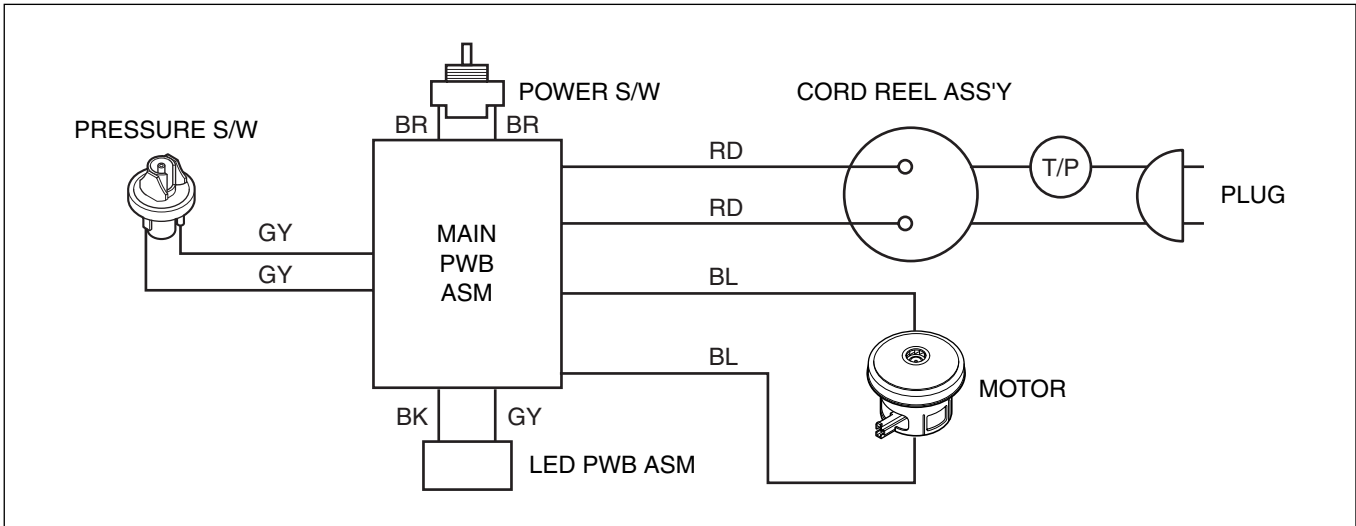 POWER S/W
CORD REEL ASS'Y
PRESSURE S/W
BR
BR
RD
T/P
PLUG
RD
GY
GY
MAIN
PWB
ASM
BL
BL
MOTOR
BK
GY
LED PWB ASM